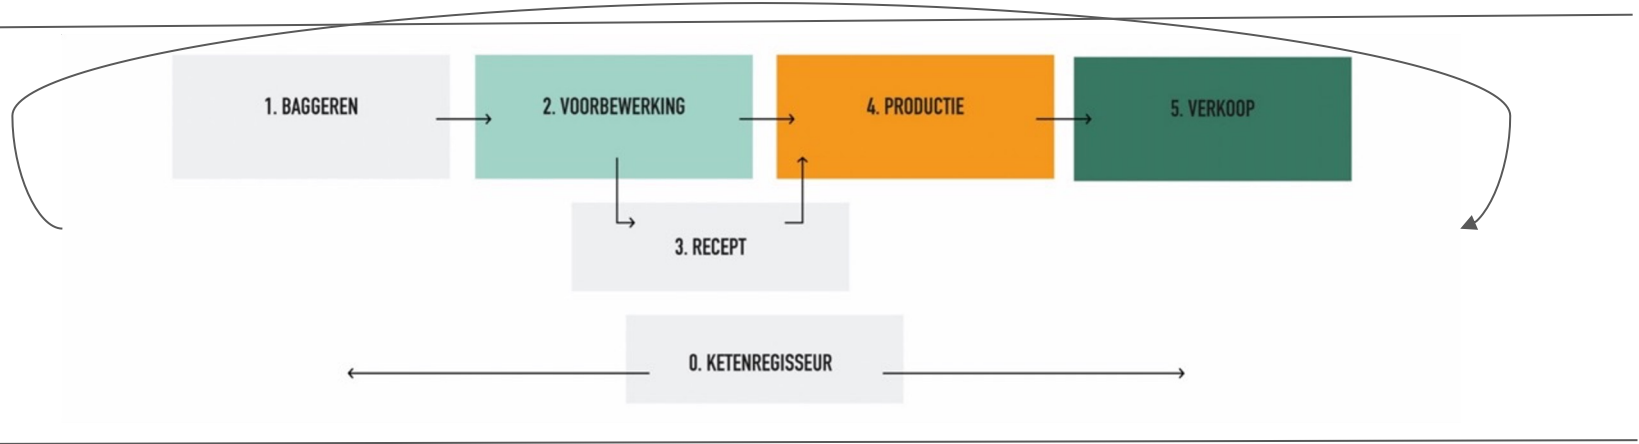 1. BAGGEREN
2. VOORBEWERKING
4. PRODUCTIE
5. VERKOOP
3. RECEPT
0. KETENREGISSEUR